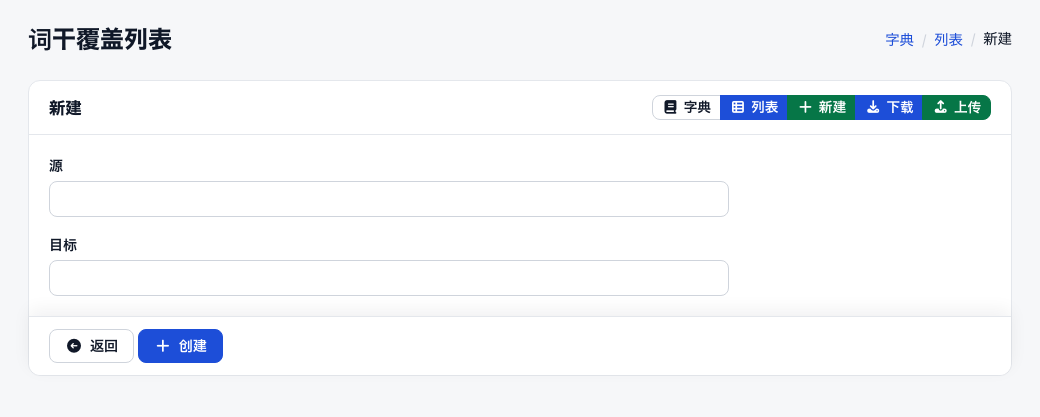 词干覆盖列表
字典 / 列表 / 新建
新建
字典 列表 新建 下载 上传
源
目标
返回 创建